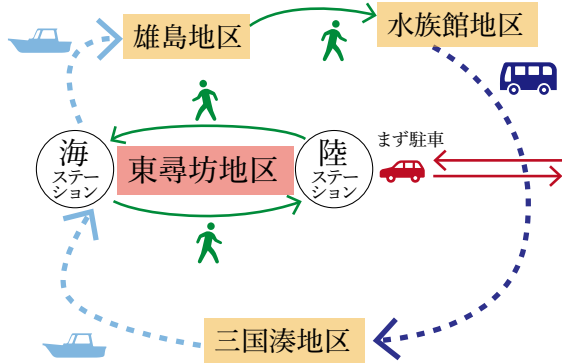 雄島地区
水族館地区
海
ステー
ション
東尋坊地区
陸
ステー
ション
まず駐車
三国湊地区